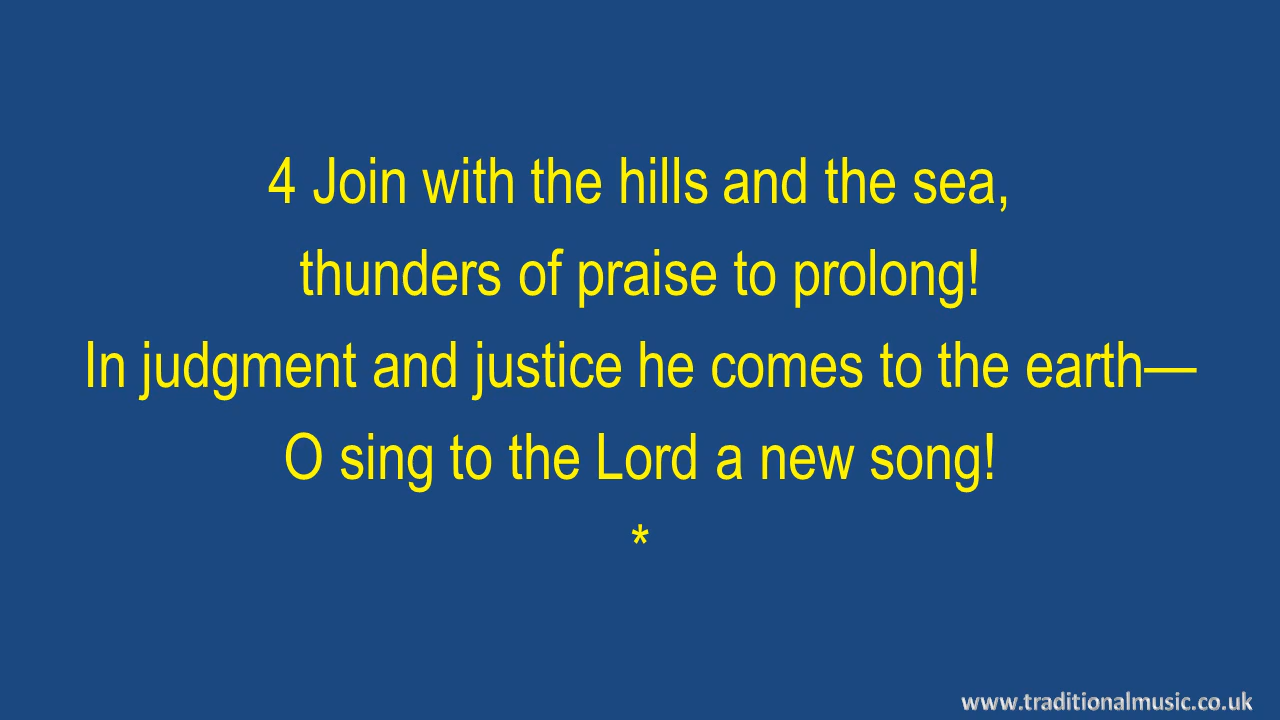 4 Join with the hills and the sea,
thunders of praise to prolong!
In judgment and justice he comes to the earth—
O sing to the Lord a new song!
*
www.traditionalmusic.co.uk